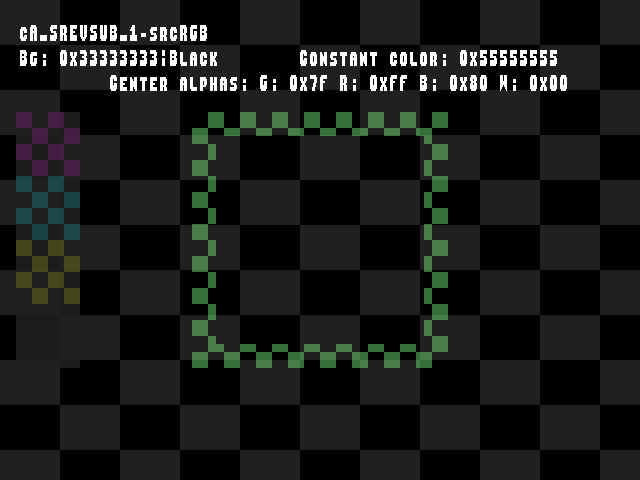 cA_SREVSUB_1-srcRGB
Bg: 0x33333333|Black Constant color: 0x55555555
Center alphas: G: 0x7f R: 0xff B: 0x80 W: 0x00